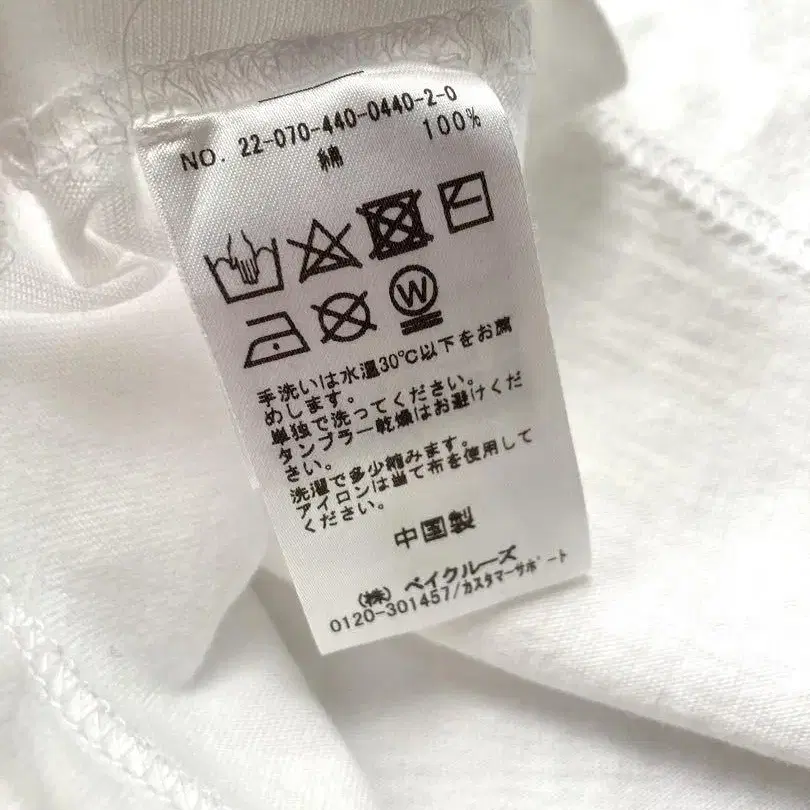 NO. 22-070-440-0440-2-0
綿 100%
W
手洗いは水温30℃以下をお薦
めします。
単独で洗ってください。
タンブラー乾燥はお避けくだ
さい。
洗濯で多少縮みます。
アイロンは当て布を使用して
ください。
中国製
(株) ベイクルーズ
0120-301457/カスタマーサポート